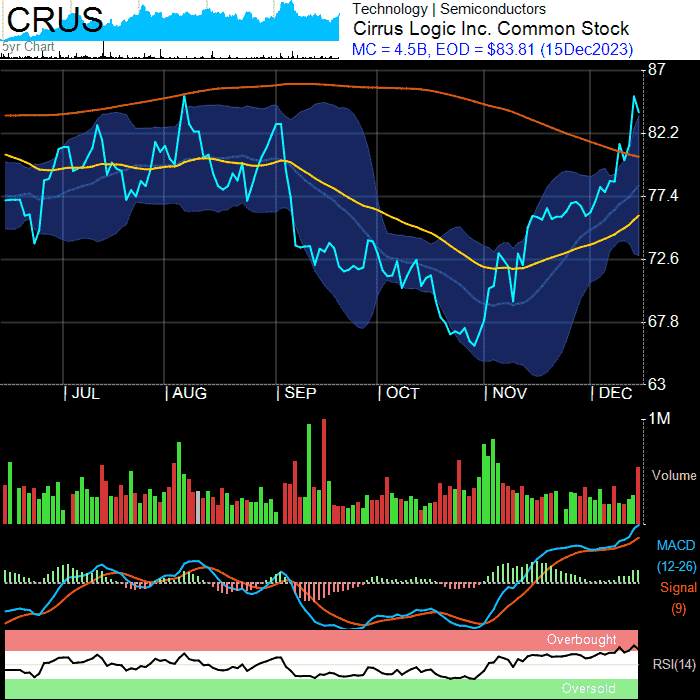 CRUS
5yr Chart
Technology | Semiconductors
Cirrus Logic Inc. Common Stock
MC = 4.5B, EOD = $83.81 (15Dec2023)
87
82.2
77.4
72.6
67.8
63
| JUL | AUG | SEP | OCT | NOV | DEC
1M
Volume
MACD
(12-26)
Signal
(9)
Overbought
RSI(14)
Oversold